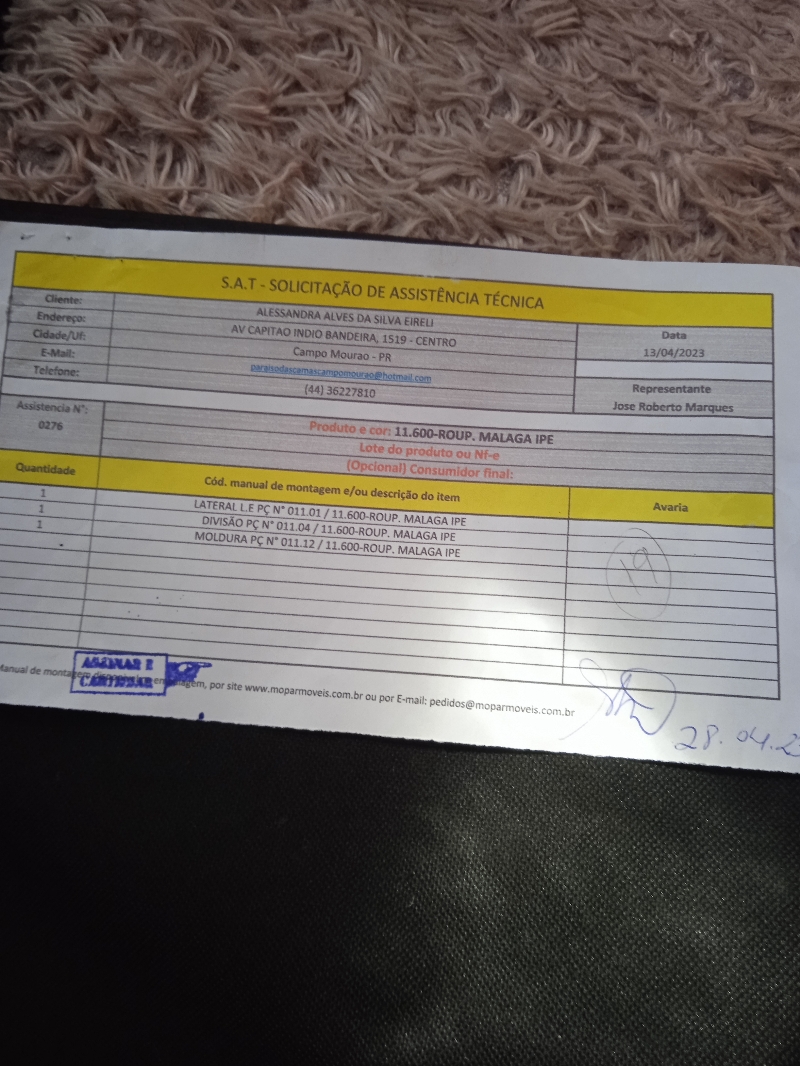 S.A.T - SOLICITAÇÃO DE ASSISTÊNCIA TÉCNICA
Cliente: ALESSANDRA ALVES DA SILVA EIRELI
Endereço: AV CAPITAO INDIO BANDEIRA, 1519 - CENTRO
Cidade/Uf: Campo Mourao - PR
E-Mail: paraisodascamascampomourao@hotmail.com
Telefone: (44) 36227810
Data
13/04/2023
Representante
Jose Roberto Marques
Assistencia N°:
0276
Produto e cor: 11.600-ROUP. MALAGA IPE
Lote do produto ou Nf-e
(Opcional) Consumidor final:
Quantidade Cód. manual de montagem e/ou descrição do item Avaria
1 LATERAL L.E PÇ N° 011.01 / 11.600-ROUP. MALAGA IPE
1 DIVISÃO PÇ N° 011.04 / 11.600-ROUP. MALAGA IPE
1 MOLDURA PÇ N° 011.12 / 11.600-ROUP. MALAGA IPE
19
ASSINAR E
CARIMBAR
Manual de montagem, por site www.moparmoveis.com.br ou por E-mail: pedidos@moparmoveis.com.br
28.04.2